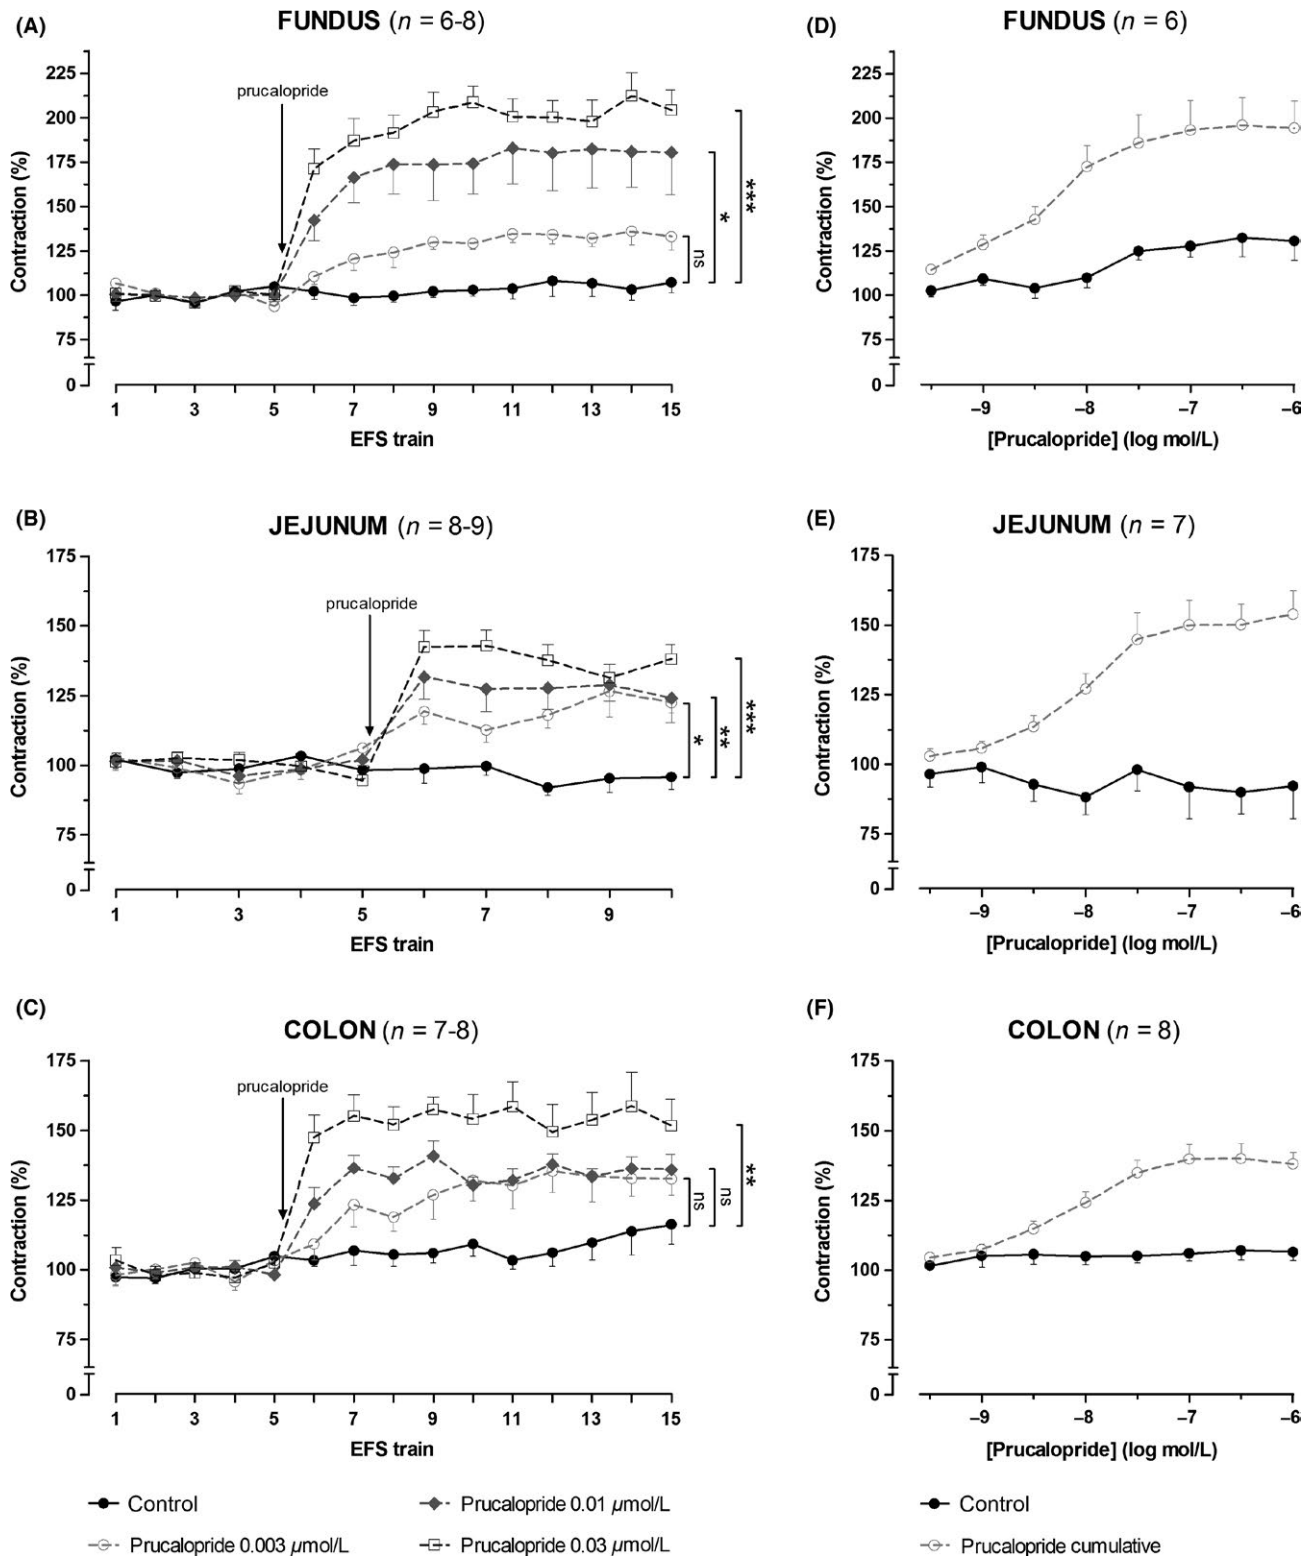 (A)
FUNDUS (n = 6-8)
prucalopride
Contraction (%)
225
200
175
150
125
100
75
0
ns
*
***
1 3 5 7 9 11 13 15
EFS train
(D)
FUNDUS (n = 6)
Contraction (%)
225
200
175
150
125
100
75
0
–9 –8 –7 –6
[Prucalopride] (log mol/L)
(B)
JEJUNUM (n = 8-9)
prucalopride
Contraction (%)
175
150
125
100
75
0
*
**
***
1 3 5 7 9
EFS train
(E)
JEJUNUM (n = 7)
Contraction (%)
175
150
125
100
75
0
–9 –8 –7 –6
[Prucalopride] (log mol/L)
(C)
COLON (n = 7-8)
prucalopride
Contraction (%)
175
150
125
100
75
0
ns
ns
**
1 3 5 7 9 11 13 15
EFS train
(F)
COLON (n = 8)
Contraction (%)
175
150
125
100
75
0
–9 –8 –7 –6
[Prucalopride] (log mol/L)
Control
Prucalopride 0.003 µmol/L
Prucalopride 0.01 µmol/L
Prucalopride 0.03 µmol/L
Control
Prucalopride cumulative